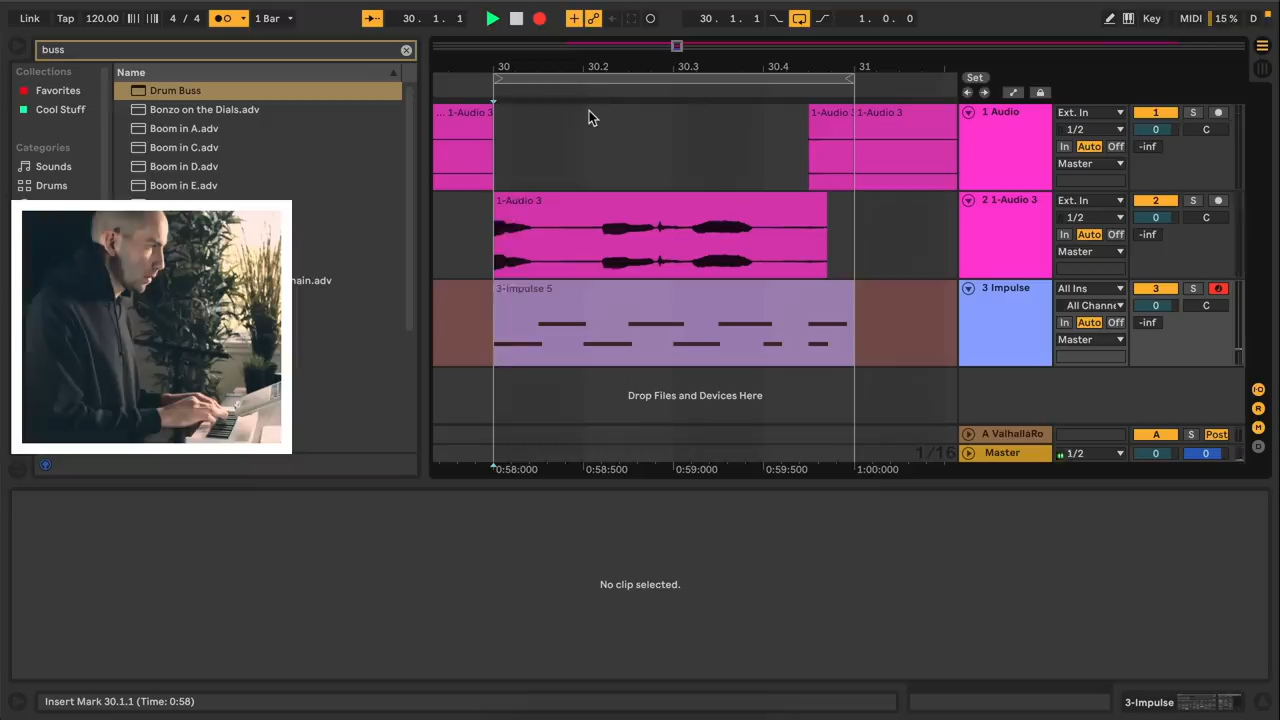 Link Tap 120.00 4 / 4 1 Bar 30. 1. 1 30. 1. 1 1. 0. 0 Key MIDI 15 % D
buss
Collections
Favorites
Cool Stuff
Categories
Sounds
Drums
Name
Drum Buss
Bonzo on the Dials.adv
Boom in A.adv
Boom in C.adv
Boom in D.adv
Boom in E.adv
hain.adv
30 30.2 30.3 30.4 31
Set
... 1-Audio 3 1-Audio 3 1-Audio 3
1 Audio Ext. In 1 S C
1/2 0
In Auto Off -inf
Master
1-Audio 3
2 1-Audio 3 Ext. In 2 S
1/2 0 C
In Auto Off -inf
Master
3-Impulse 5
3 Impulse All Ins 3 S
All Channe 0 C
In Auto Off -inf
Master
Drop Files and Devices Here
A ValhallaRo A S Post
1/16 Master 1/2 0 0
0:58:000 0:58:500 0:59:000 0:59:500 1:00:000
I·O
R
M
D
No clip selected.
Insert Mark 30.1.1 (Time: 0:58)
3-Impulse